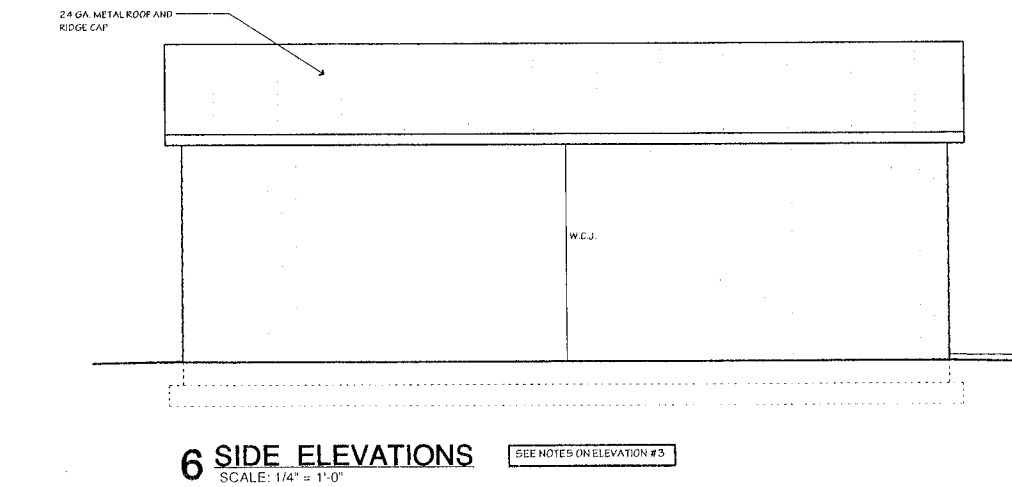 24 GA. METAL ROOF AND
RIDGE CAP
W.C.J.
6 SIDE ELEVATIONS
SCALE: 1/4" = 1'-0"
SEE NOTES ON ELEVATION #3